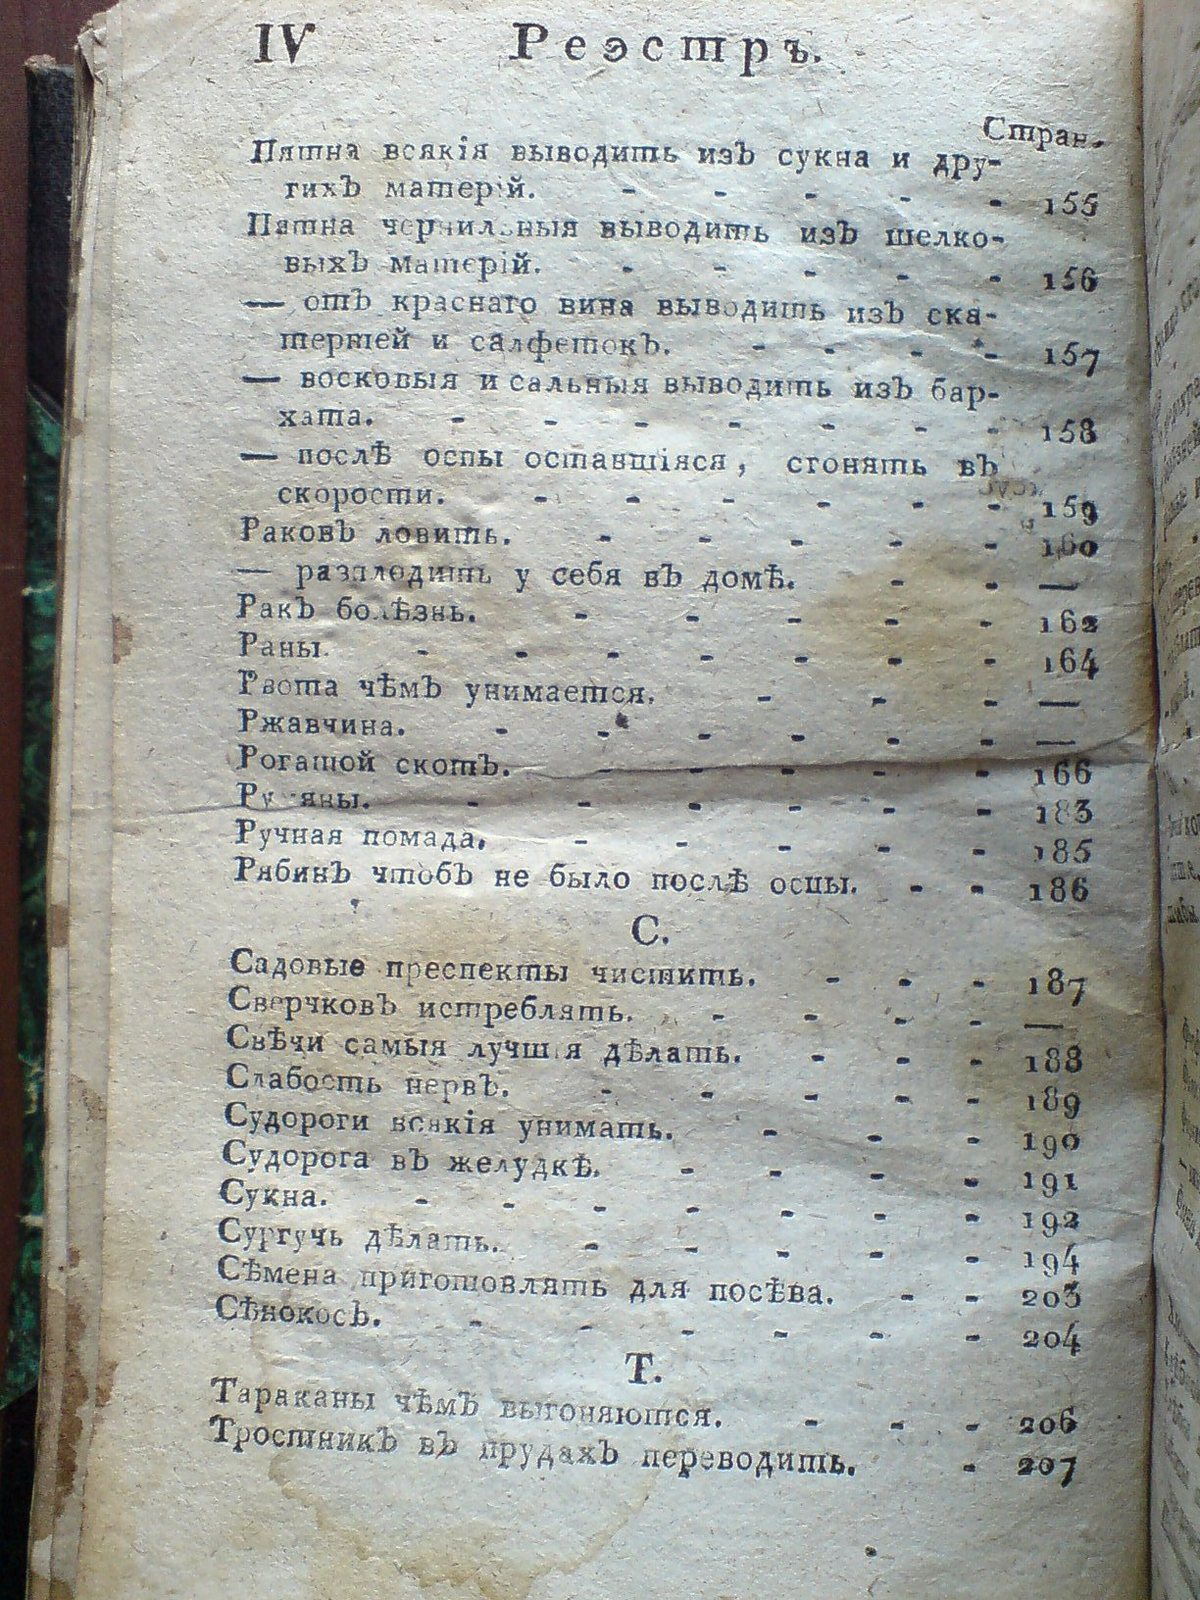 IV Реэстръ.
Стран.
Пятна всякія выводить изъ сукна и дру-
гихъ матерій. - - - - - 155
Пятна чернильныя выводить изъ шелко-
выхъ матерій. - - - - - 156
— отъ краснаго вина выводить изъ ска-
тертей и салфетокъ. - - - - 157
— восковыя и сальныя выводить изъ бар-
хата. - - - - - - - 158
— послѣ оспы оставшіяся, сгонять въ
скорости. - - - - - - 159
Раковъ ловить. - - - - - 160
— разплодить у себя въ домѣ. - - —
Ракъ болѣзнь. - - - - - 162
Раны. - - - - - - - 164
Рвота чѣмъ унимается. - - - —
Ржавчина. - - - - - - —
Рогатой скотъ. - - - - - 166
Румяны. - - - - - - 183
Ручная помада. - - - - - 185
Рябинъ чтобъ не было послѣ оспы. - - 186
С.
Садовые преспекты чистить. - - - 187
Сверчковъ истреблять. - - - - —
Свѣчи самыя лучшія дѣлать. - - - 188
Слабость нервъ. - - - - - 189
Судороги всякія унимать. - - - 190
Судорога въ желудкѣ. - - - - 191
Сукна. - - - - - - - 192
Сургучь дѣлать. - - - - - 194
Сѣмена приготовлять для посѣва. - - 203
Сѣнокосъ. - - - - - - 204
Т.
Тараканы чѣмъ выгоняются. - - - 206
Тростникъ въ прудахъ переводить. - 207